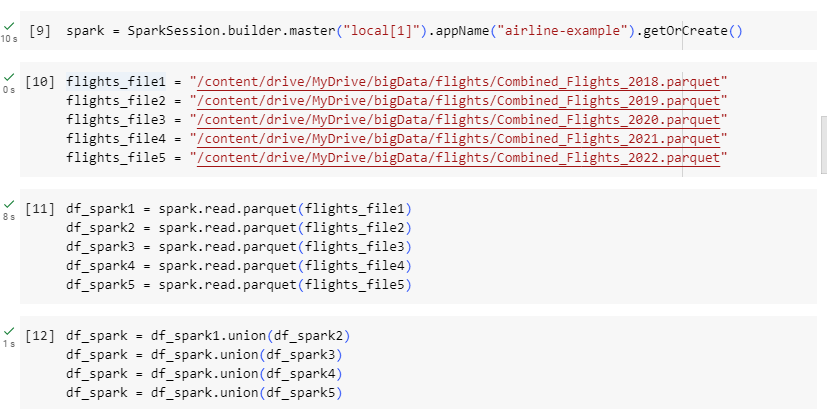 10 s
[9] spark = SparkSession.builder.master("local[1]").appName("airline-example").getOrCreate()
0 s
[10] flights_file1 = "/content/drive/MyDrive/bigData/flights/Combined_Flights_2018.parquet"
flights_file2 = "/content/drive/MyDrive/bigData/flights/Combined_Flights_2019.parquet"
flights_file3 = "/content/drive/MyDrive/bigData/flights/Combined_Flights_2020.parquet"
flights_file4 = "/content/drive/MyDrive/bigData/flights/Combined_Flights_2021.parquet"
flights_file5 = "/content/drive/MyDrive/bigData/flights/Combined_Flights_2022.parquet"
8 s
[11] df_spark1 = spark.read.parquet(flights_file1)
df_spark2 = spark.read.parquet(flights_file2)
df_spark3 = spark.read.parquet(flights_file3)
df_spark4 = spark.read.parquet(flights_file4)
df_spark5 = spark.read.parquet(flights_file5)
1 s
[12] df_spark = df_spark1.union(df_spark2)
df_spark = df_spark.union(df_spark3)
df_spark = df_spark.union(df_spark4)
df_spark = df_spark.union(df_spark5)